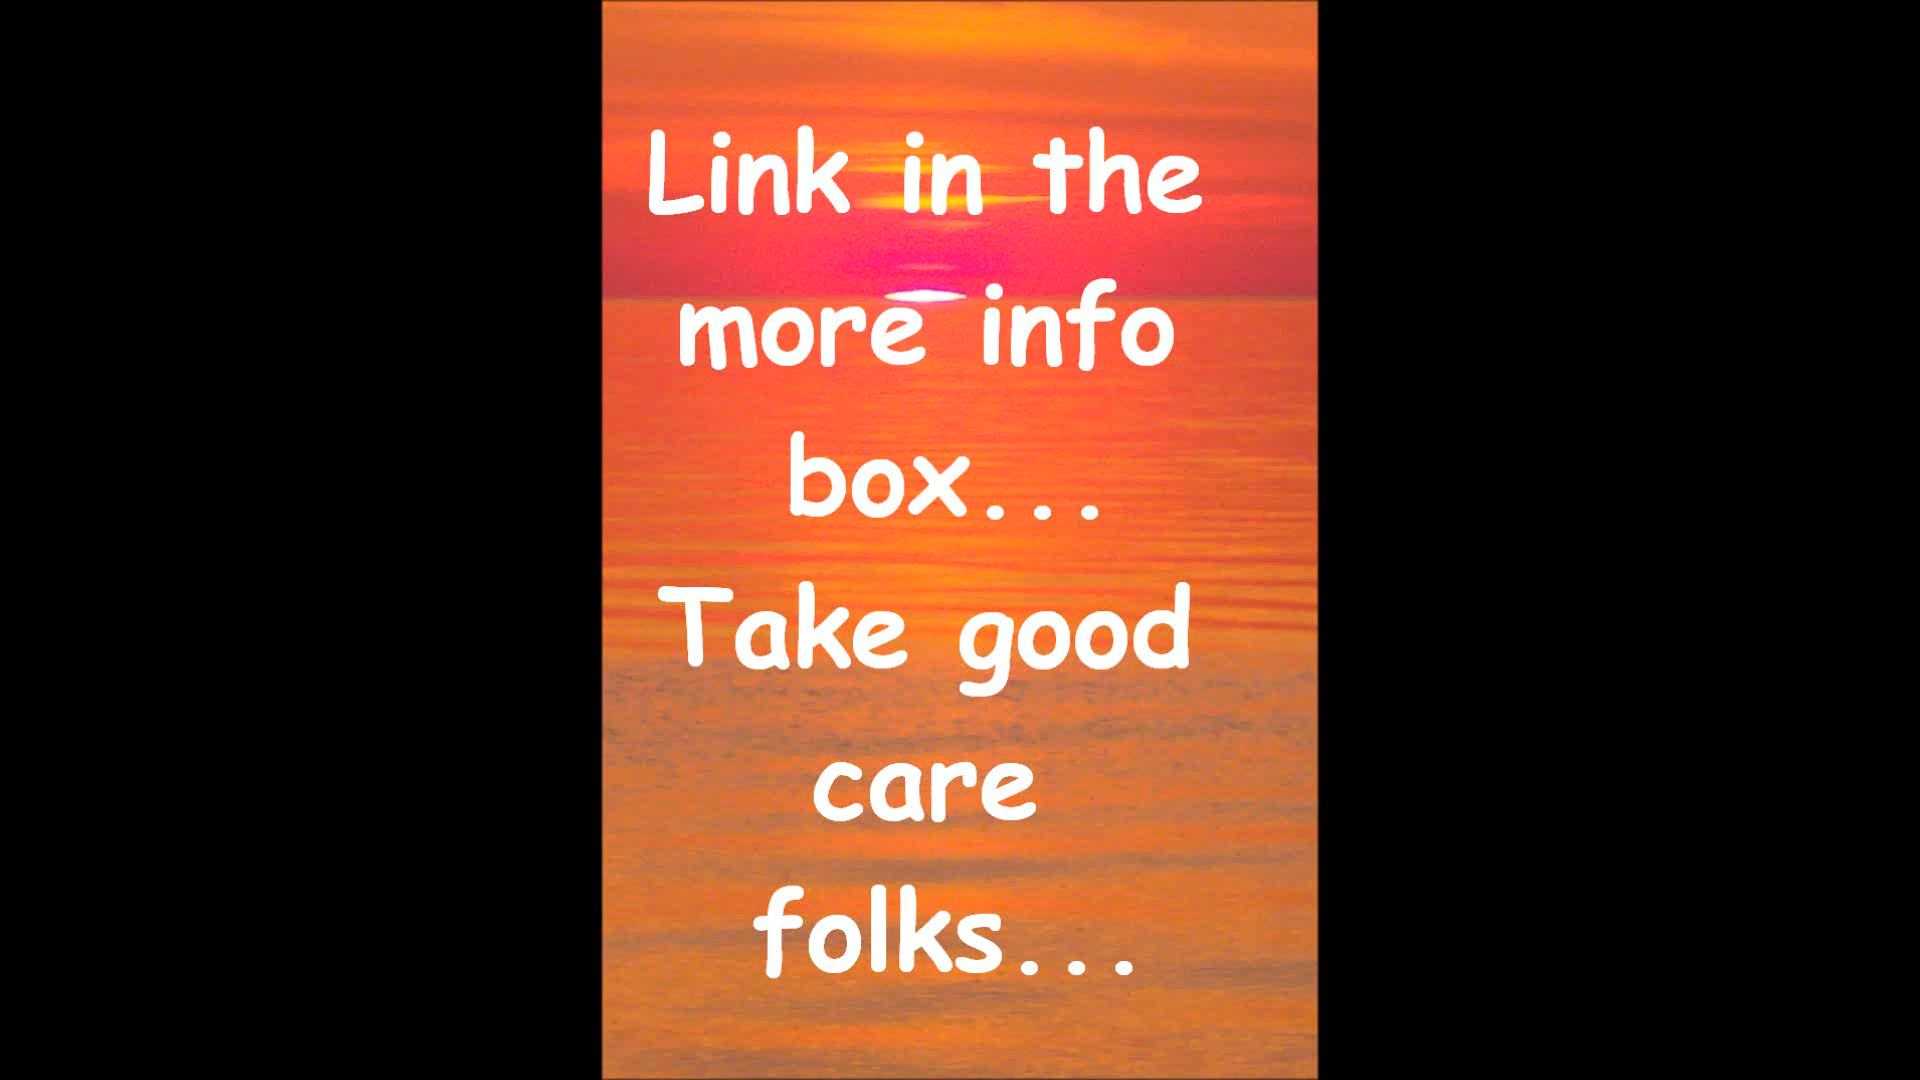 Link in the
more info
box...
Take good
care
folks...